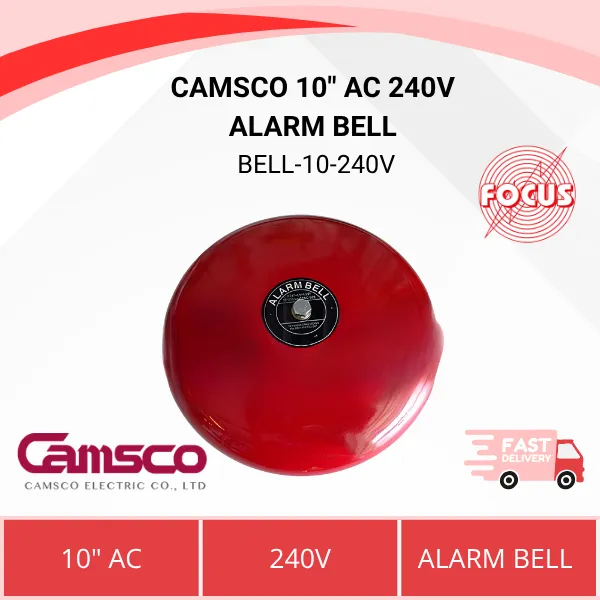 CAMSCO 10" AC 240V
ALARM BELL
BELL-10-240V
FOCUS
ALARM BELL
CAMSCO
CAMSCO ELECTRIC CO., LTD
FAST
DELIVERY
10" AC
240V
ALARM BELL